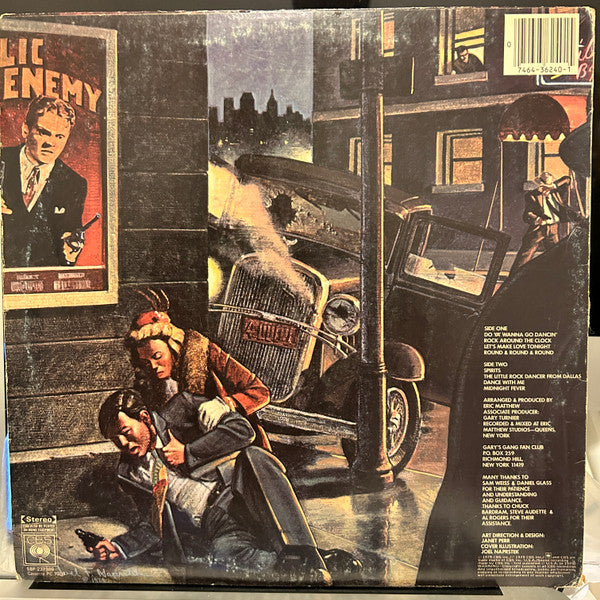 LIC
ENEMY
0
7464-36240-1
SIDE ONE
DO YA' WANNA GO DANCIN'
ROCK AROUND THE CLOCK
LET'S MAKE LOVE TONIGHT
ROUND & ROUND & ROUND
SIDE TWO
SPIRITS
THE LITTLE ROCK DANCER FROM DALLAS
DANCE WITH ME
MIDNIGHT FEVER
ARRANGED & PRODUCED BY
ERIC MATTHEW
ASSOCIATE PRODUCER:
GARY TURNIER
RECORDED & MIXED AT ERIC
MATTHEW STUDIOS—QUEENS,
NEW YORK
GARY'S GANG FAN CLUB
P.O. BOX 259
RICHMOND HILL,
NEW YORK 11419
MANY THANKS TO
SAM WEISS & DANIEL GLASS
FOR THEIR PATIENCE
AND UNDERSTANDING
AND GUIDANCE.
THANKS TO CHUCK
BARDRAM, STEVE AUDETTE &
AL ROGERS FOR THEIR
ASSISTANCE.
ART DIRECTION & DESIGN:
JANET PERR
COVER ILLUSTRATION:
JOEL NAPRSTEK
Stereo
CBS